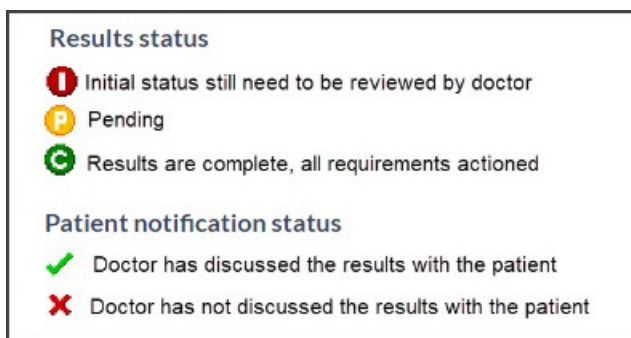 Results status
I Initial status still need to be reviewed by doctor
P Pending
C Results are complete, all requirements actioned
Patient notification status
Doctor has discussed the results with the patient
Doctor has not discussed the results with the patient